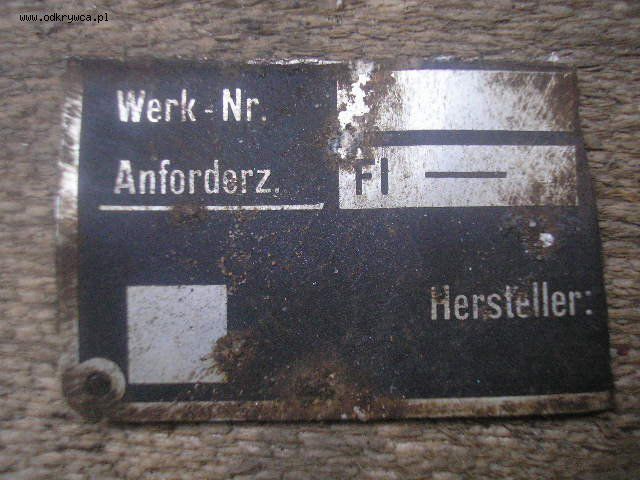 www.odkrywca.pl
Werk-Nr.
Anforderz. Fl —
Hersteller: